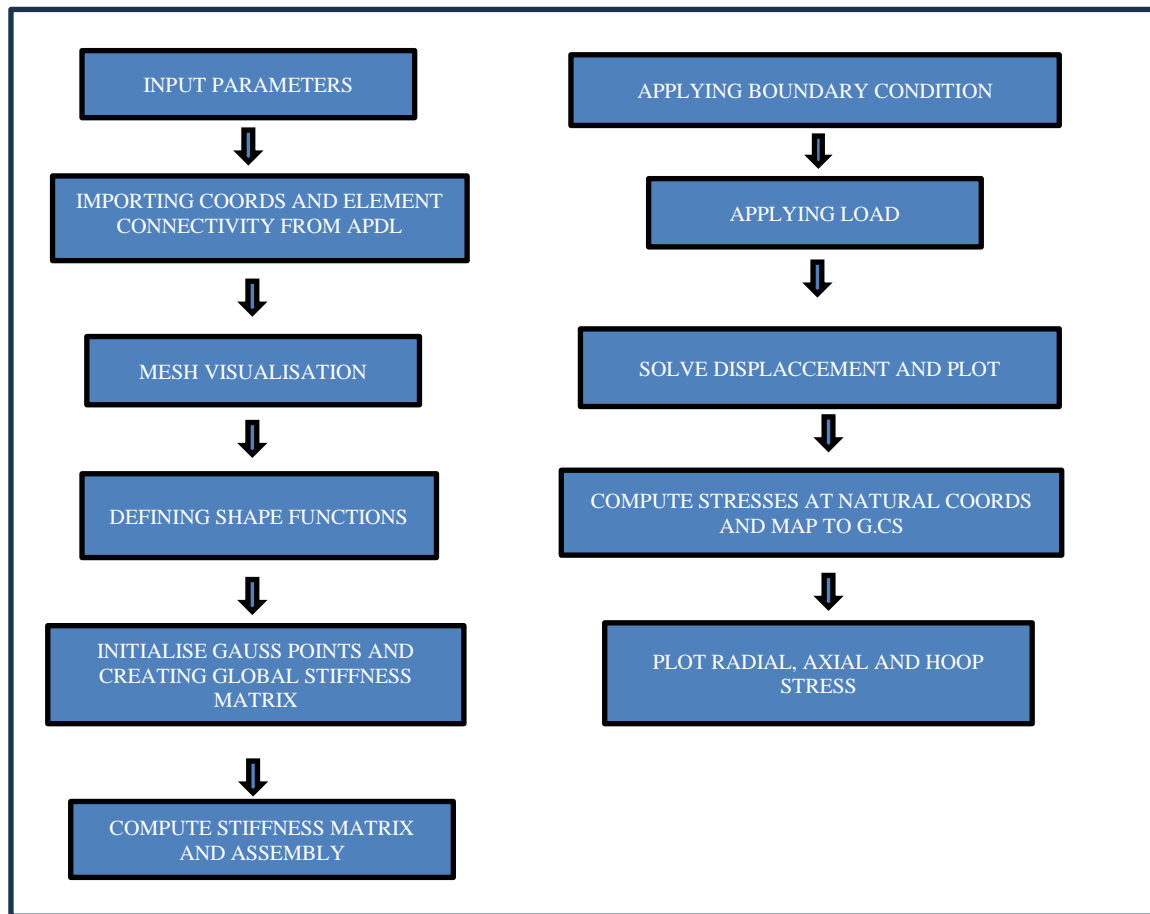 INPUT PARAMETERS
IMPORTING COORDS AND ELEMENT
CONNECTIVITY FROM APDL
MESH VISUALISATION
DEFINING SHAPE FUNCTIONS
INITIALISE GAUSS POINTS AND
CREATING GLOBAL STIFFNESS
MATRIX
COMPUTE STIFFNESS MATRIX
AND ASSEMBLY
APPLYING BOUNDARY CONDITION
APPLYING LOAD
SOLVE DISPLACCEMENT AND PLOT
COMPUTE STRESSES AT NATURAL COORDS
AND MAP TO G.CS
PLOT RADIAL, AXIAL AND HOOP
STRESS